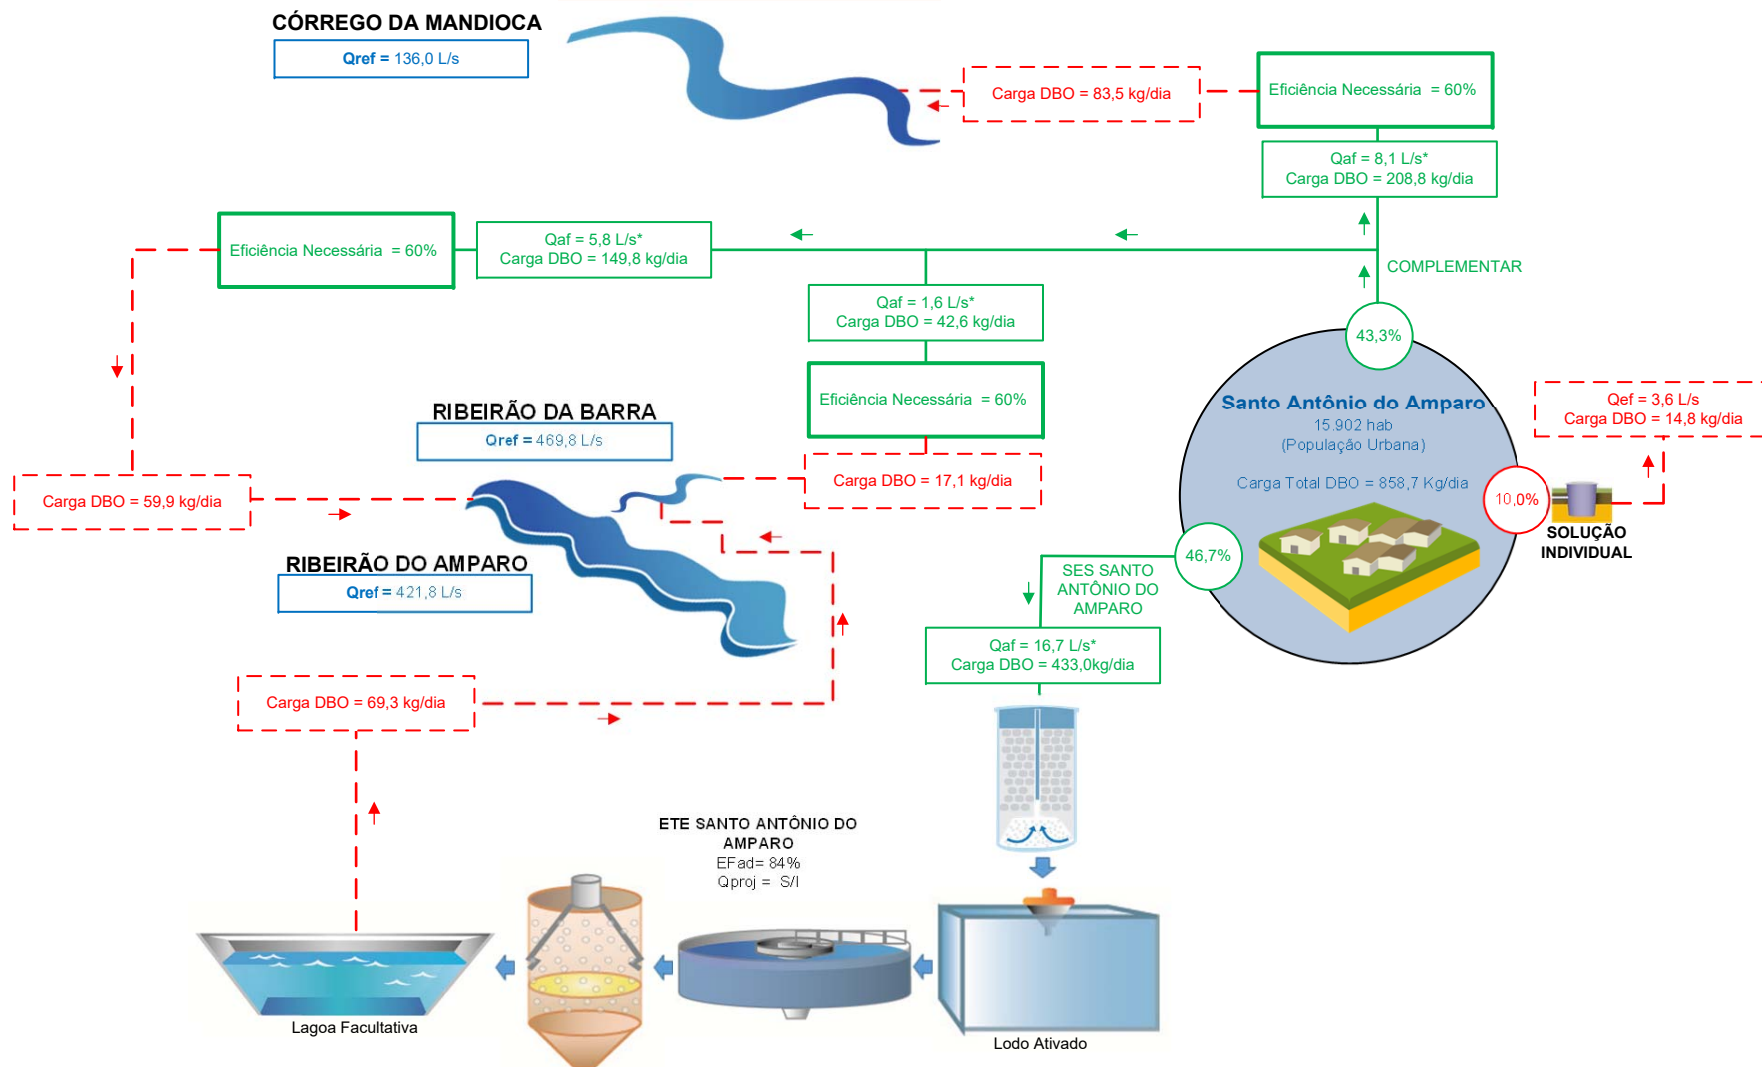 CÓRREGO DA MANDIOCA
Qref = 136,0 L/s
Carga DBO = 83,5 kg/dia
Eficiência Necessária = 60%
Qaf = 8,1 L/s*
Carga DBO = 208,8 kg/dia
Eficiência Necessária = 60%
Qaf = 5,8 L/s*
Carga DBO = 149,8 kg/dia
COMPLEMENTAR
Qaf = 1,6 L/s*
Carga DBO = 42,6 kg/dia
43,3%
Eficiência Necessária = 60%
RIBEIRÃO DA BARRA
Qref = 469,8 L/s
Santo Antônio do Amparo
15.902 hab
(População Urbana)
Carga Total DBO = 858,7 Kg/dia
Qef = 3,6 L/s
Carga DBO = 14,8 kg/dia
Carga DBO = 59,9 kg/dia
Carga DBO = 17,1 kg/dia
10,0%
SOLUÇÃO
INDIVIDUAL
46,7%
RIBEIRÃO DO AMPARO
Qref = 421,8 L/s
SES SANTO
ANTÔNIO DO
AMPARO
Qaf = 16,7 L/s*
Carga DBO = 433,0kg/dia
Carga DBO = 69,3 kg/dia
ETE SANTO ANTÔNIO DO
AMPARO
EFad= 84%
Qproj = S/I
Lagoa Facultativa
Lodo Ativado